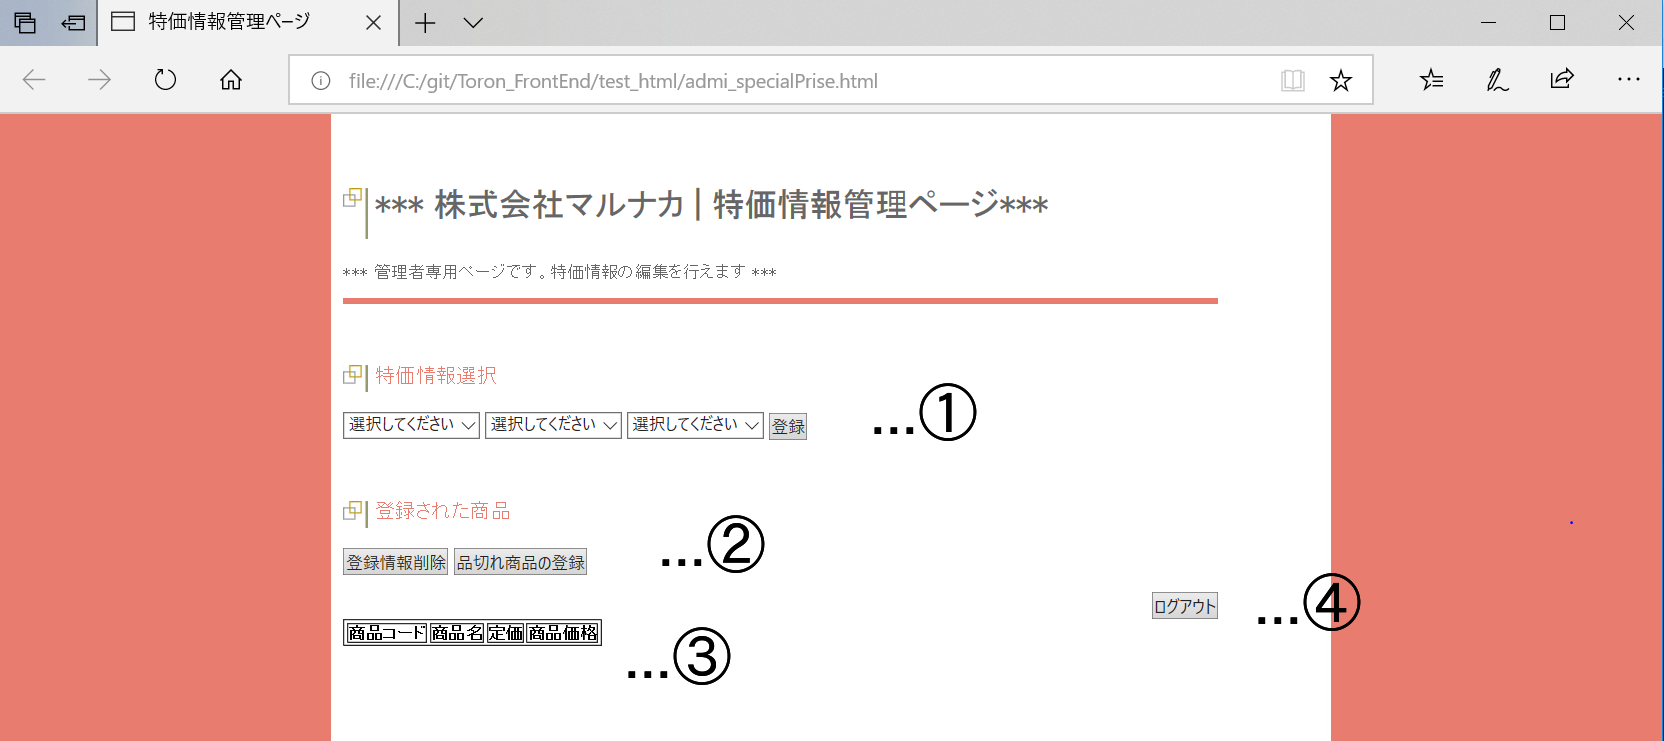 特価情報管理ページ
file:///C:/git/Toron_FrontEnd/test_html/admi_specialPrise.html
*** 株式会社マルナカ | 特価情報管理ページ***
*** 管理者専用ページです。特価情報の編集を行えます ***
特価情報選択
選択してください 選択してください 選択してください 登録 ...①
登録された商品
登録情報削除 品切れ商品の登録 ...②
ログアウト ...④
商品コード 商品名 定価 商品価格 ...③